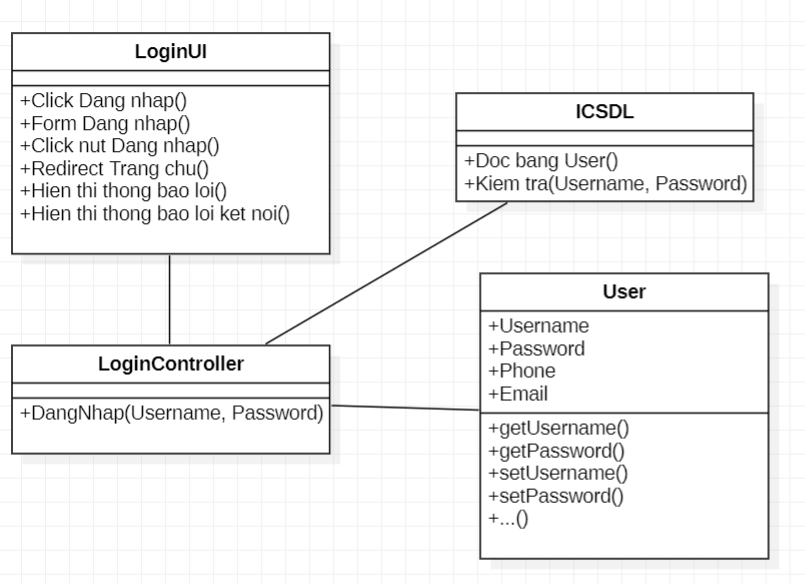 LoginUI
+Click Dang nhap()
+Form Dang nhap()
+Click nut Dang nhap()
+Redirect Trang chu()
+Hien thi thong bao loi()
+Hien thi thong bao loi ket noi()
ICSDL
+Doc bang User()
+Kiem tra(Username, Password)
LoginController
+DangNhap(Username, Password)
User
+Username
+Password
+Phone
+Email
+getUsername()
+getPassword()
+setUsername()
+setPassword()
+...()